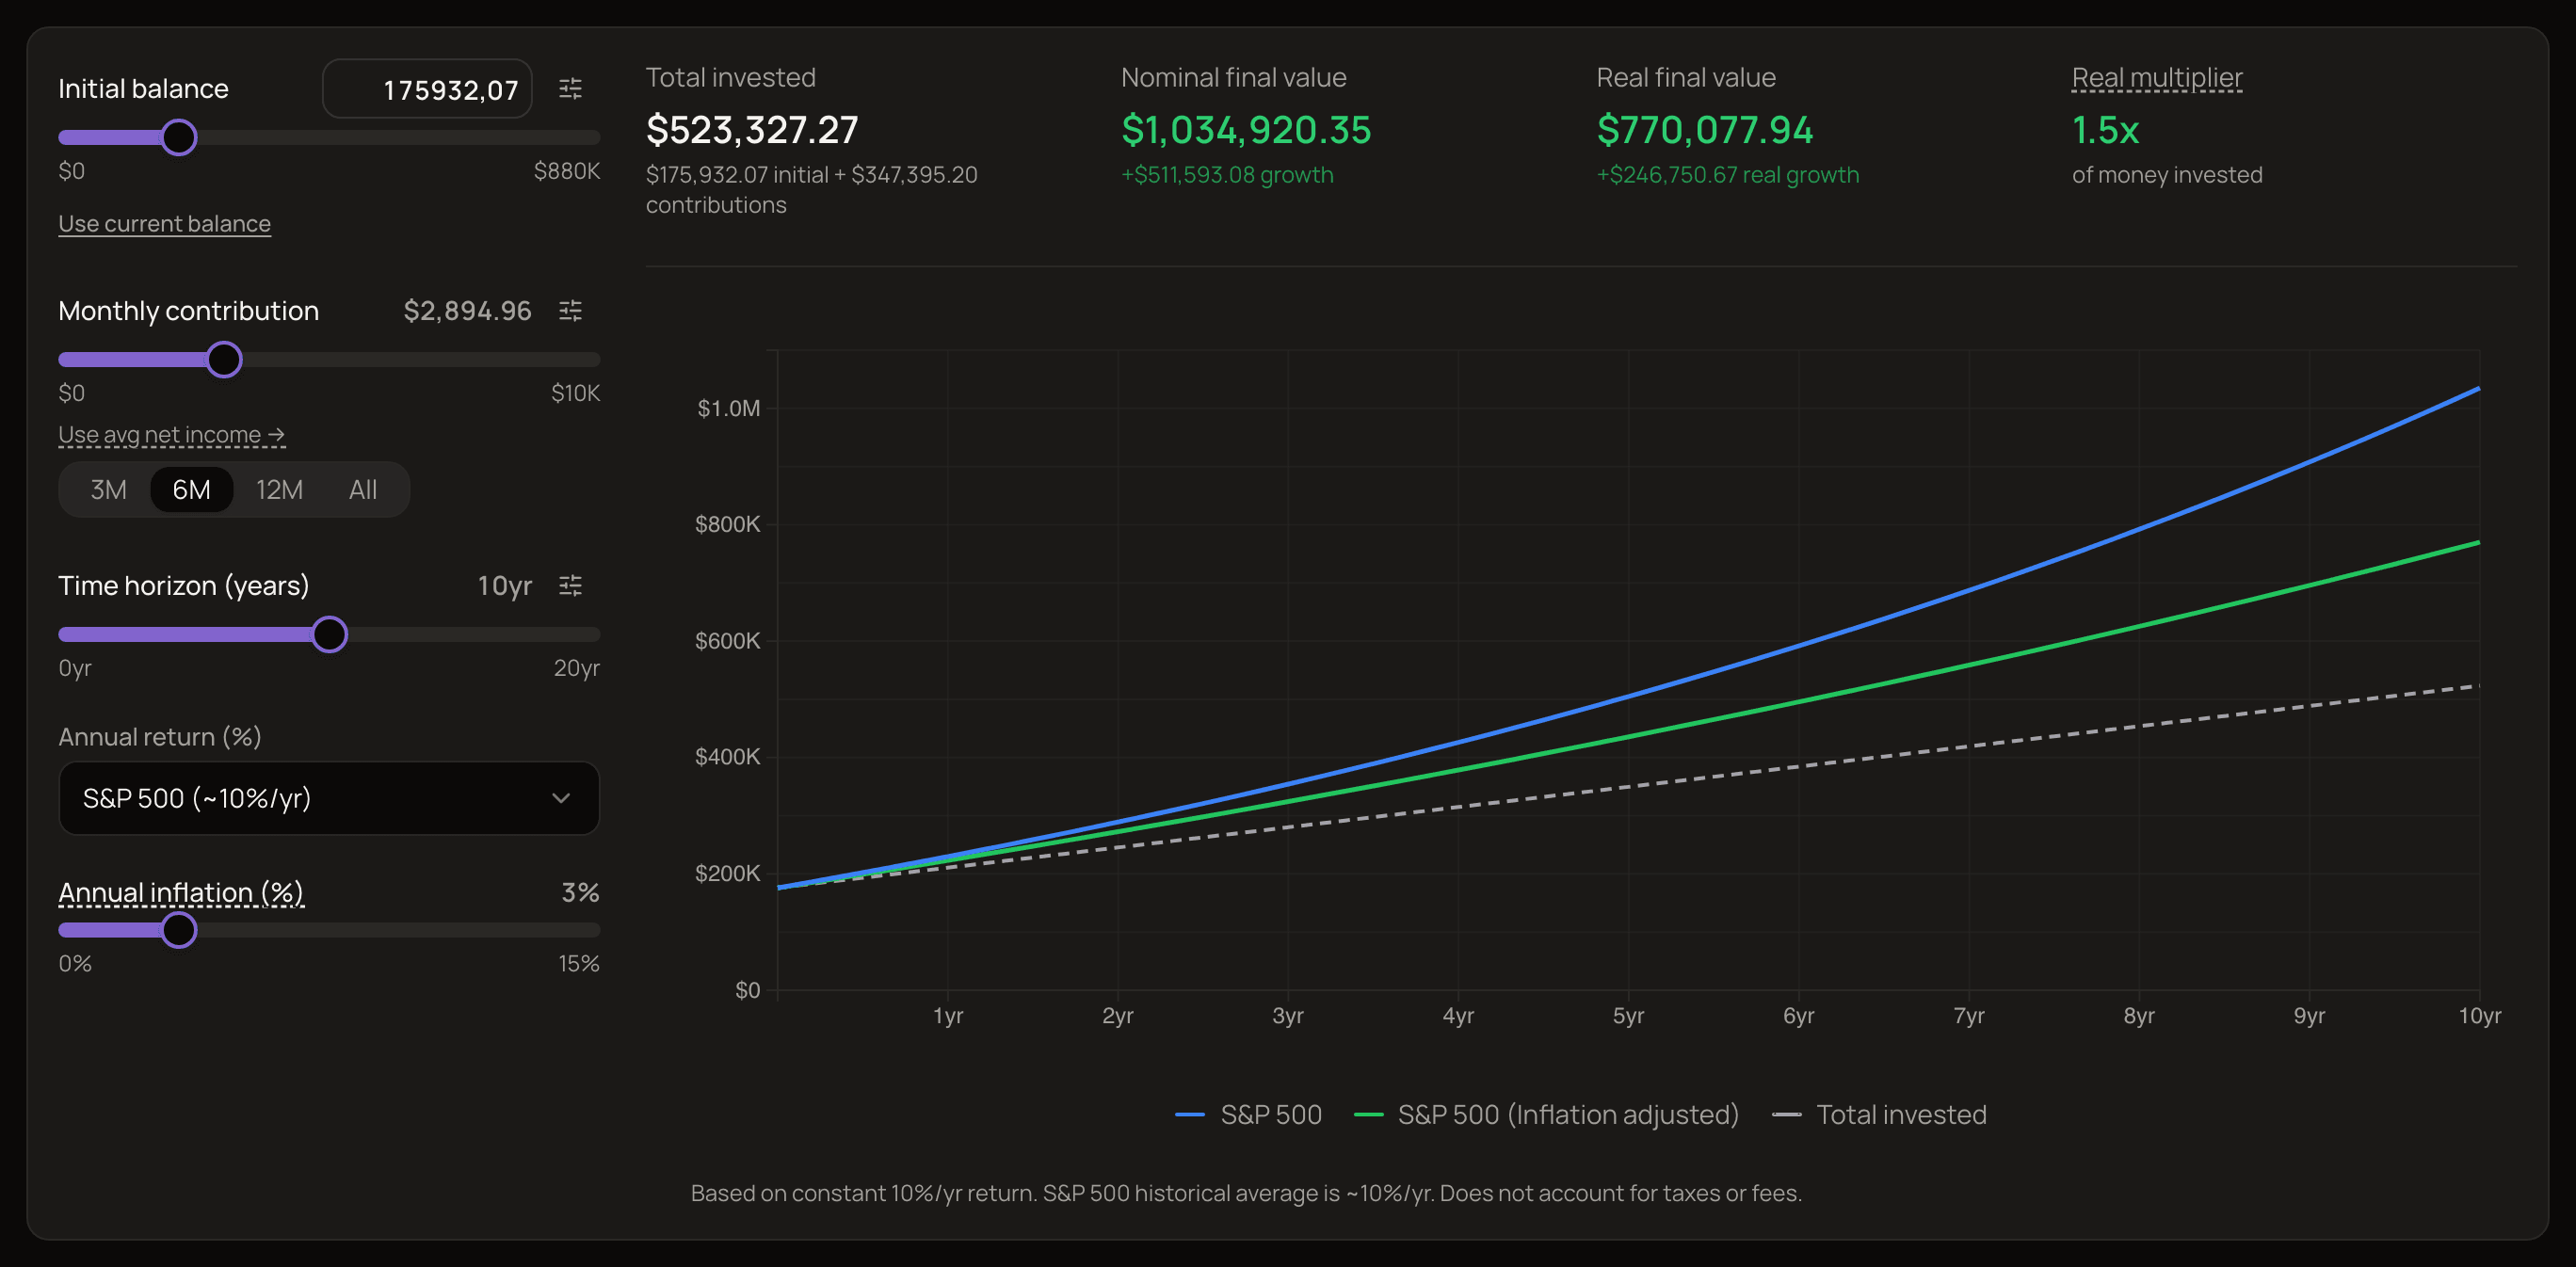 Initial balance
175932,07
$0
$880K
Use current balance
Monthly contribution
$2,894.96
$0
$10K
Use avg net income →
3M
6M
12M
All
Time horizon (years)
10yr
0yr
20yr
Annual return (%)
S&P 500 (~10%/yr)
Annual inflation (%)
3%
0%
15%
Total invested
$523,327.27
$175,932.07 initial + $347,395.20
contributions
Nominal final value
$1,034,920.35
+$511,593.08 growth
Real final value
$770,077.94
+$246,750.67 real growth
Real multiplier
1.5x
of money invested
$1.0M
$800K
$600K
$400K
$200K
$0
1yr
2yr
3yr
4yr
5yr
6yr
7yr
8yr
9yr
10yr
S&P 500
S&P 500 (Inflation adjusted)
Total invested
Based on constant 10%/yr return. S&P 500 historical average is ~10%/yr. Does not account for taxes or fees.